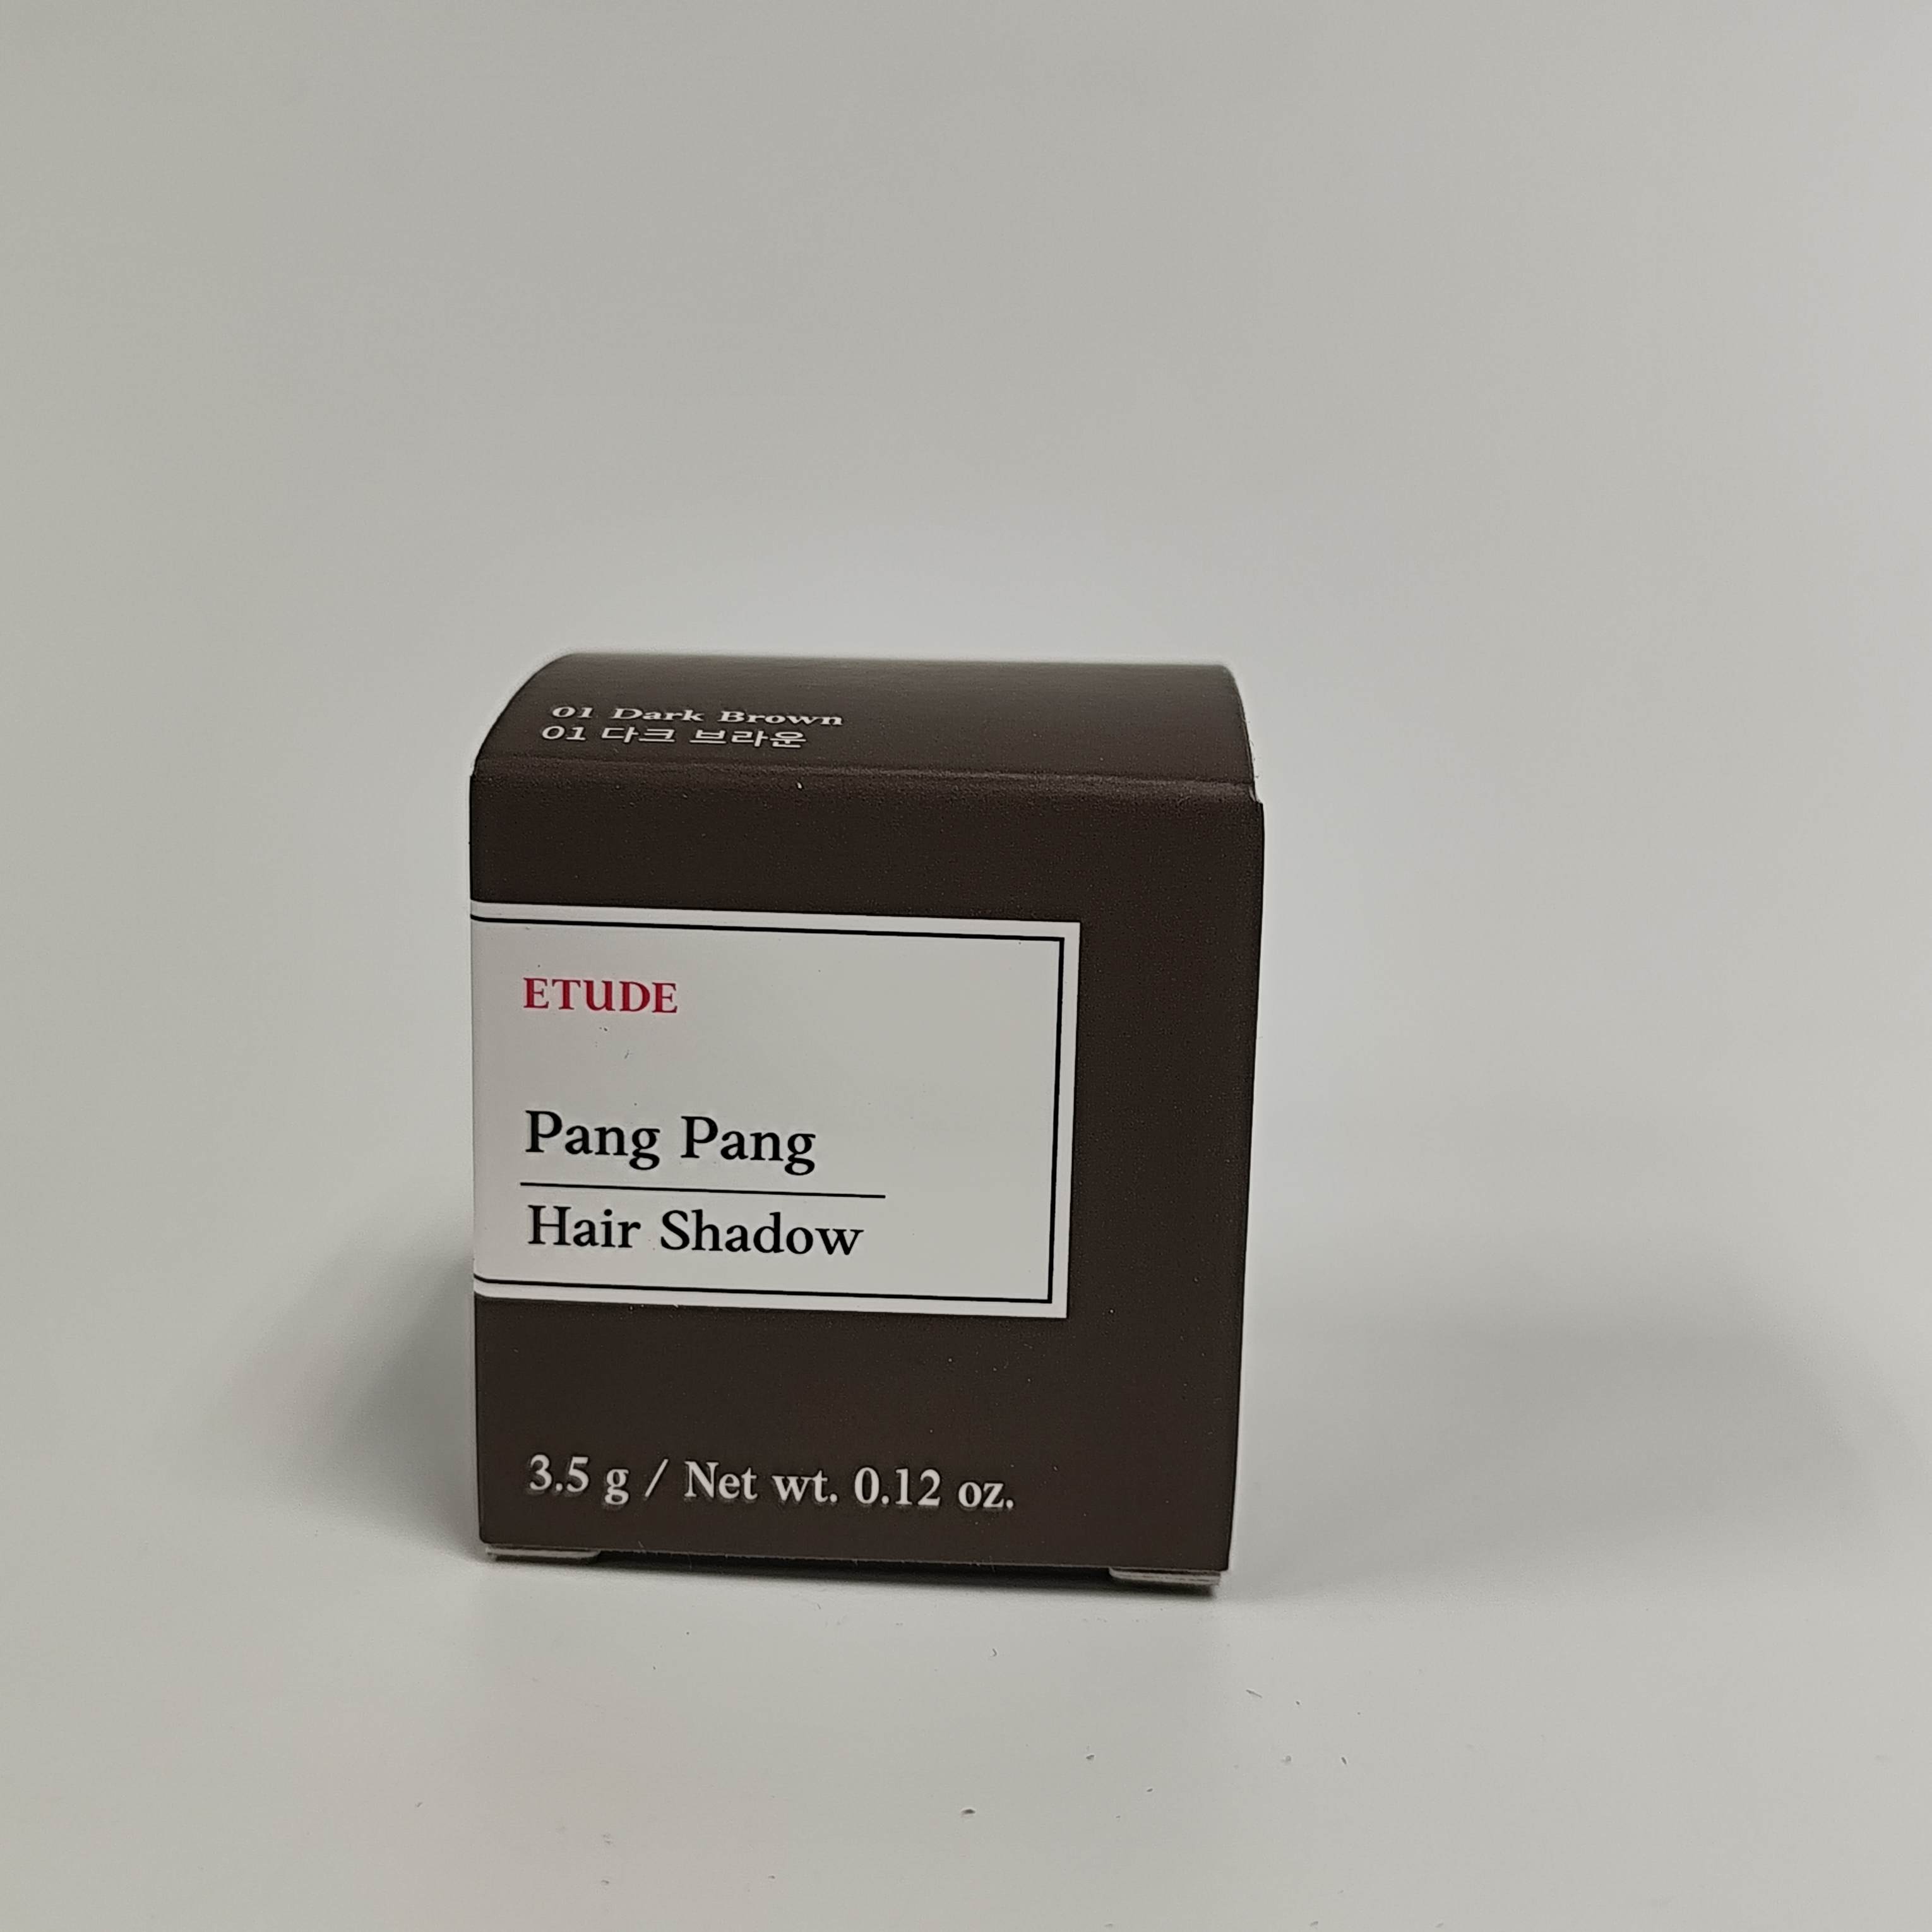 01 Dark Brown
01 다크 브라운
ETUDE
Pang Pang
Hair Shadow
3.5 g / Net wt. 0.12 oz.